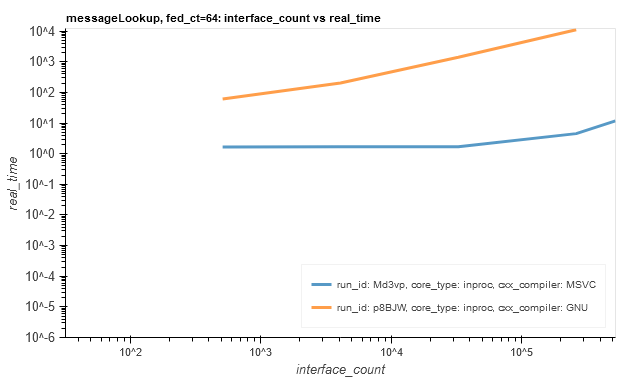 messageLookup, fed_ct=64: interface_count vs real_time
10^4
10^3
10^2
10^1
10^0
10^-1
10^-2
10^-3
10^-4
10^-5
10^-6
real_time
run_id: Md3vp, core_type: inproc, cxx_compiler: MSVC
run_id: p8BJW, core_type: inproc, cxx_compiler: GNU
10^2 10^3 10^4 10^5
interface_count